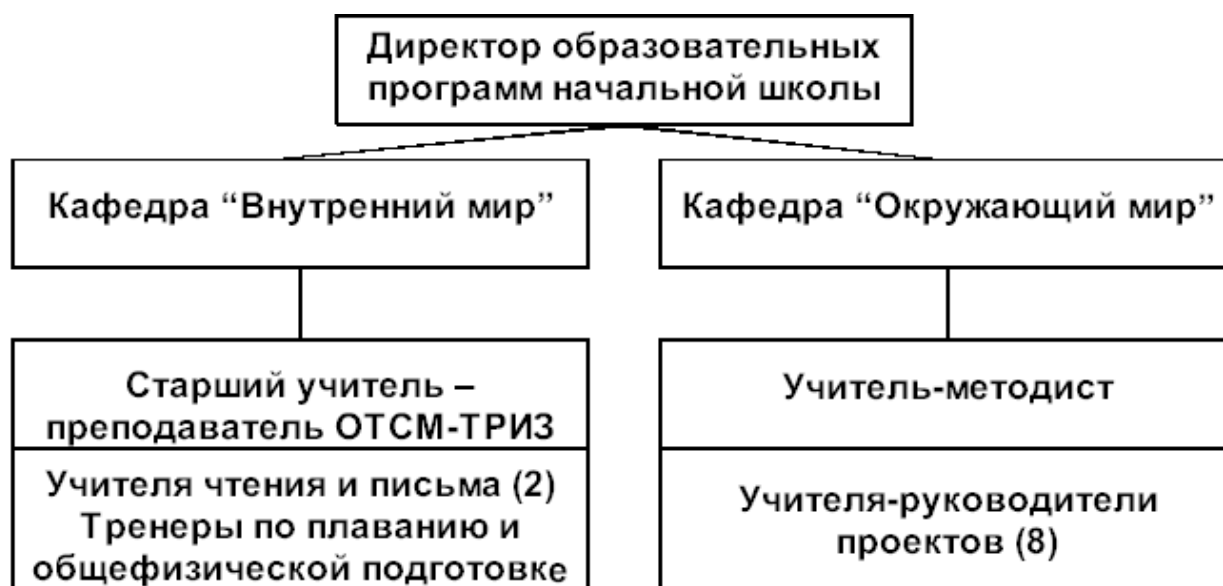 Директор образовательных
программ начальной школы
Кафедра “Внутренний мир”
Кафедра “Окружающий мир”
Старший учитель –
преподаватель ОТСМ-ТРИЗ
Учителя чтения и письма (2)
Тренеры по плаванию и
общефизической подготовке
Учитель-методист
Учителя-руководители
проектов (8)